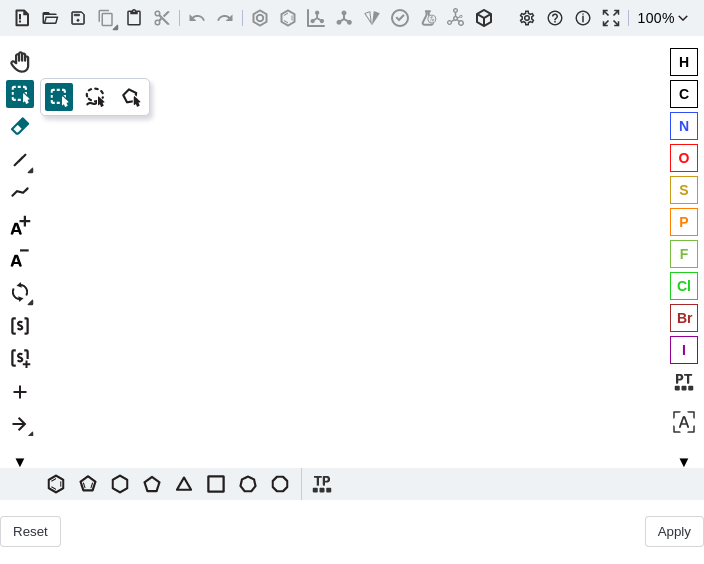 100%
H
C
N
O
S
P
F
Cl
Br
I
PT
[A]
A+
A-
[S]
[S]+
TP
Reset
Apply